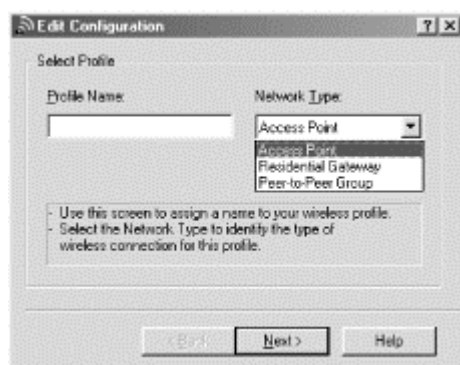 Edit Configuration
Select Profile
Profile Name:
Network Type:
Access Point
Access Point
Residential Gateway
Peer-to-Peer Group
- Use this screen to assign a name to your wireless profile.
- Select the Network Type to identify the type of
wireless connection for this profile.
< Back
Next >
Help